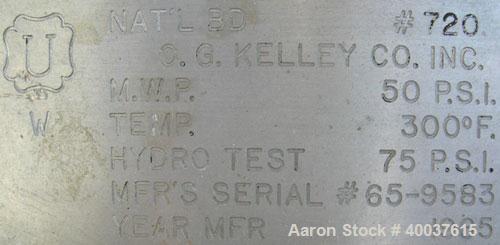 NAT'L BD # 720
U
O. G. KELLEY CO. INC.
M.W.P. 50 P.S.I.
W TEMP. 300°F.
HYDRO TEST 75 P.S.I.
MFR'S SERIAL # 65-9583
YEAR MFR
Aaron Stock # 40037615